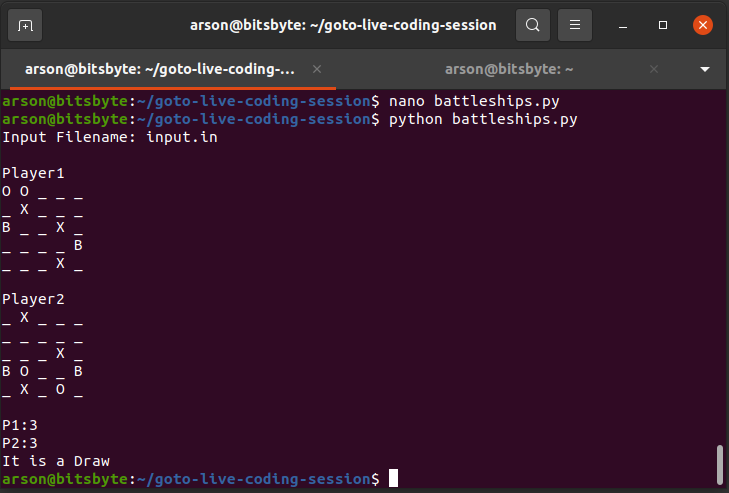 arson@bitsbyte: ~/goto-live-coding-session
arson@bitsbyte: ~/goto-live-coding-... × arson@bitsbyte: ~ ×
arson@bitsbyte:~/goto-live-coding-session$ nano battleships.py
arson@bitsbyte:~/goto-live-coding-session$ python battleships.py
Input Filename: input.in
Player1
O O _ _ _
_ X _ _ _
B _ _ X _
_ _ _ _ B
_ _ _ X _
Player2
_ X _ _ _
_ _ _ _ _
_ _ _ X _
B O _ _ B
_ X _ O _
P1:3
P2:3
It is a Draw
arson@bitsbyte:~/goto-live-coding-session$